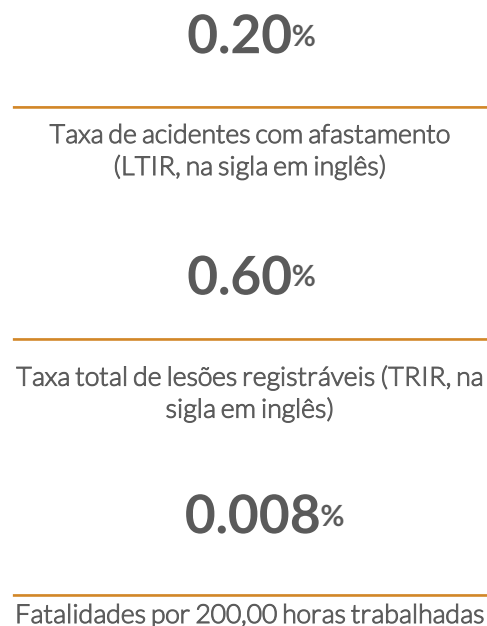 0.20%
Taxa de acidentes com afastamento
(LTIR, na sigla em inglês)
0.60%
Taxa total de lesões registráveis (TRIR, na
sigla em inglês)
0.008%
Fatalidades por 200,00 horas trabalhadas